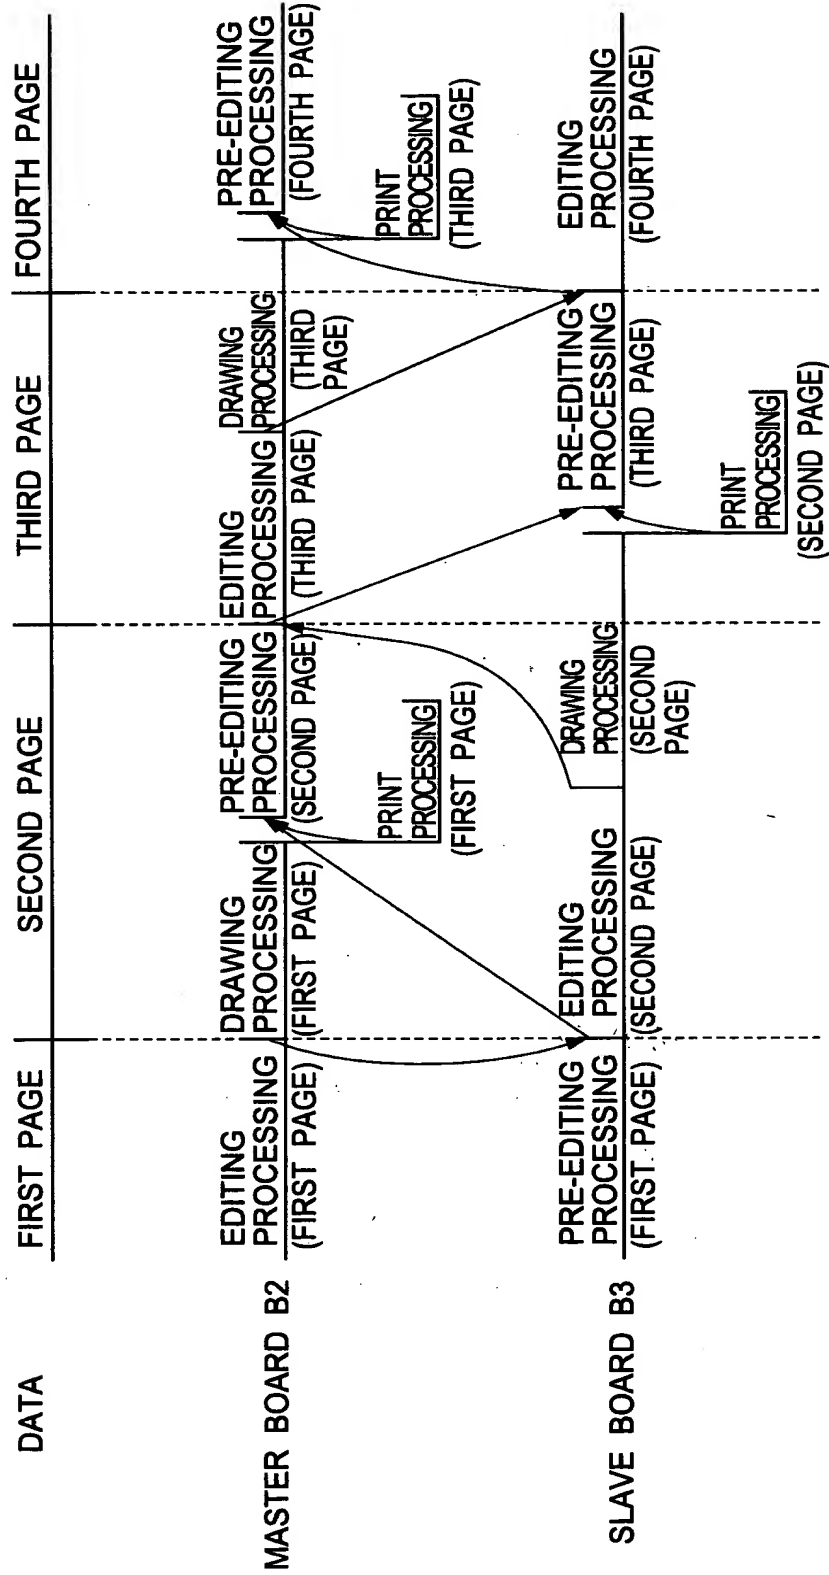 DATA
FIRST PAGE
SECOND PAGE
THIRD PAGE
FOURTH PAGE
MASTER BOARD B2
EDITING
PROCESSING
(FIRST PAGE)
DRAWING
PROCESSING
(FIRST PAGE)
PRINT
PROCESSING
(FIRST PAGE)
PRE-EDITING
PROCESSING
(SECOND PAGE)
EDITING
PROCESSING
(THIRD PAGE)
DRAWING
PROCESSING
(THIRD
PAGE)
PRINT
PROCESSING
(THIRD PAGE)
PRE-EDITING
PROCESSING
(FOURTH PAGE)
SLAVE BOARD B3
PRE-EDITING
PROCESSING
(FIRST PAGE)
EDITING
PROCESSING
(SECOND PAGE)
DRAWING
PROCESSING
(SECOND
PAGE)
PRINT
PROCESSING
(SECOND PAGE)
PRE-EDITING
PROCESSING
(THIRD PAGE)
EDITING
PROCESSING
(FOURTH PAGE)